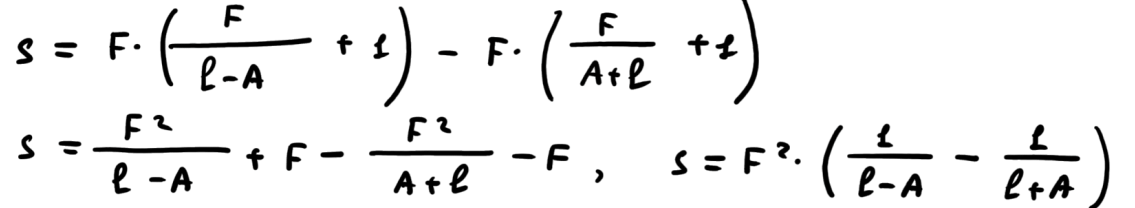 s = F · (F/(ℓ-A) + 1) - F · (F/(A+ℓ) + 1)
s = F²/(ℓ-A) + F - F²/(A+ℓ) - F , s = F² · (1/(ℓ-A) - 1/(ℓ+A))